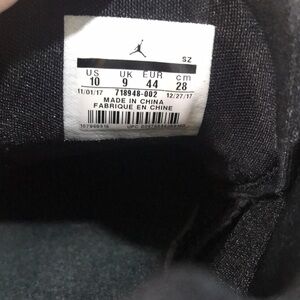 SZ
US UK EUR cm
10 9 44 28
11/01/17 718948-002 12/27/17
MADE IN CHINA
FABRIQUE EN CHINE
UPC